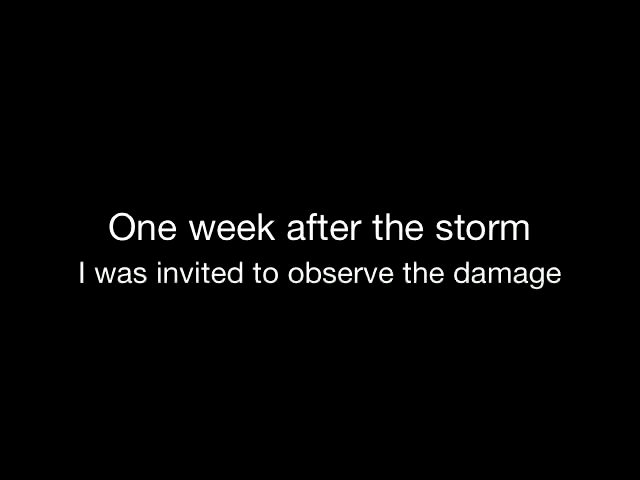 One week after the storm
I was invited to observe the damage